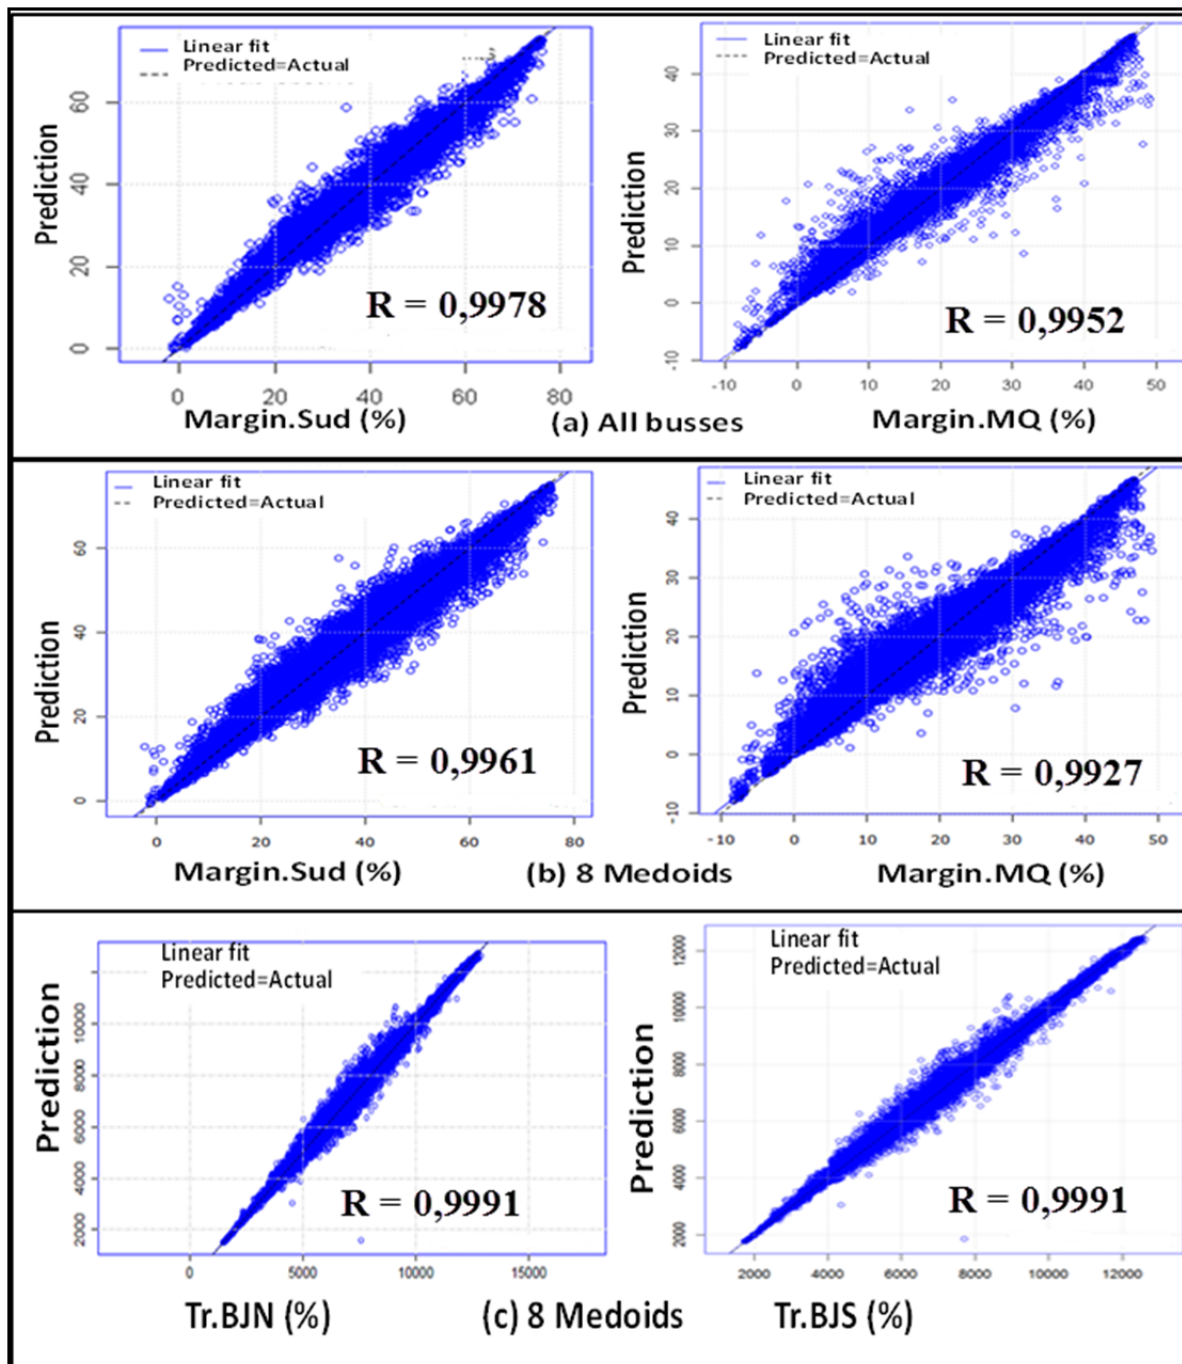 Linear fit
Predicted=Actual
Prediction
60
40
20
0
R = 0,9978
0 20 40 60 80
Margin.Sud (%)
Linear fit
Predicted=Actual
Prediction
40
30
20
10
0
-10
R = 0,9952
-10 0 10 20 30 40 50
Margin.MQ (%)
(a) All busses
Linear fit
Predicted=Actual
Prediction
60
40
20
0
R = 0,9961
0 20 40 60 80
Margin.Sud (%)
Linear fit
Predicted=Actual
Prediction
40
30
20
10
0
-10
R = 0,9927
-10 0 10 20 30 40 50
Margin.MQ (%)
(b) 8 Medoids
Linear fit
Predicted=Actual
Prediction
10000
8000
6000
4000
2000
R = 0,9991
0 5000 10000 15000
Tr.BJN (%)
Linear fit
Predicted=Actual
Prediction
12000
10000
8000
6000
4000
2000
R = 0,9991
2000 4000 6000 8000 10000 12000
Tr.BJS (%)
(c) 8 Medoids